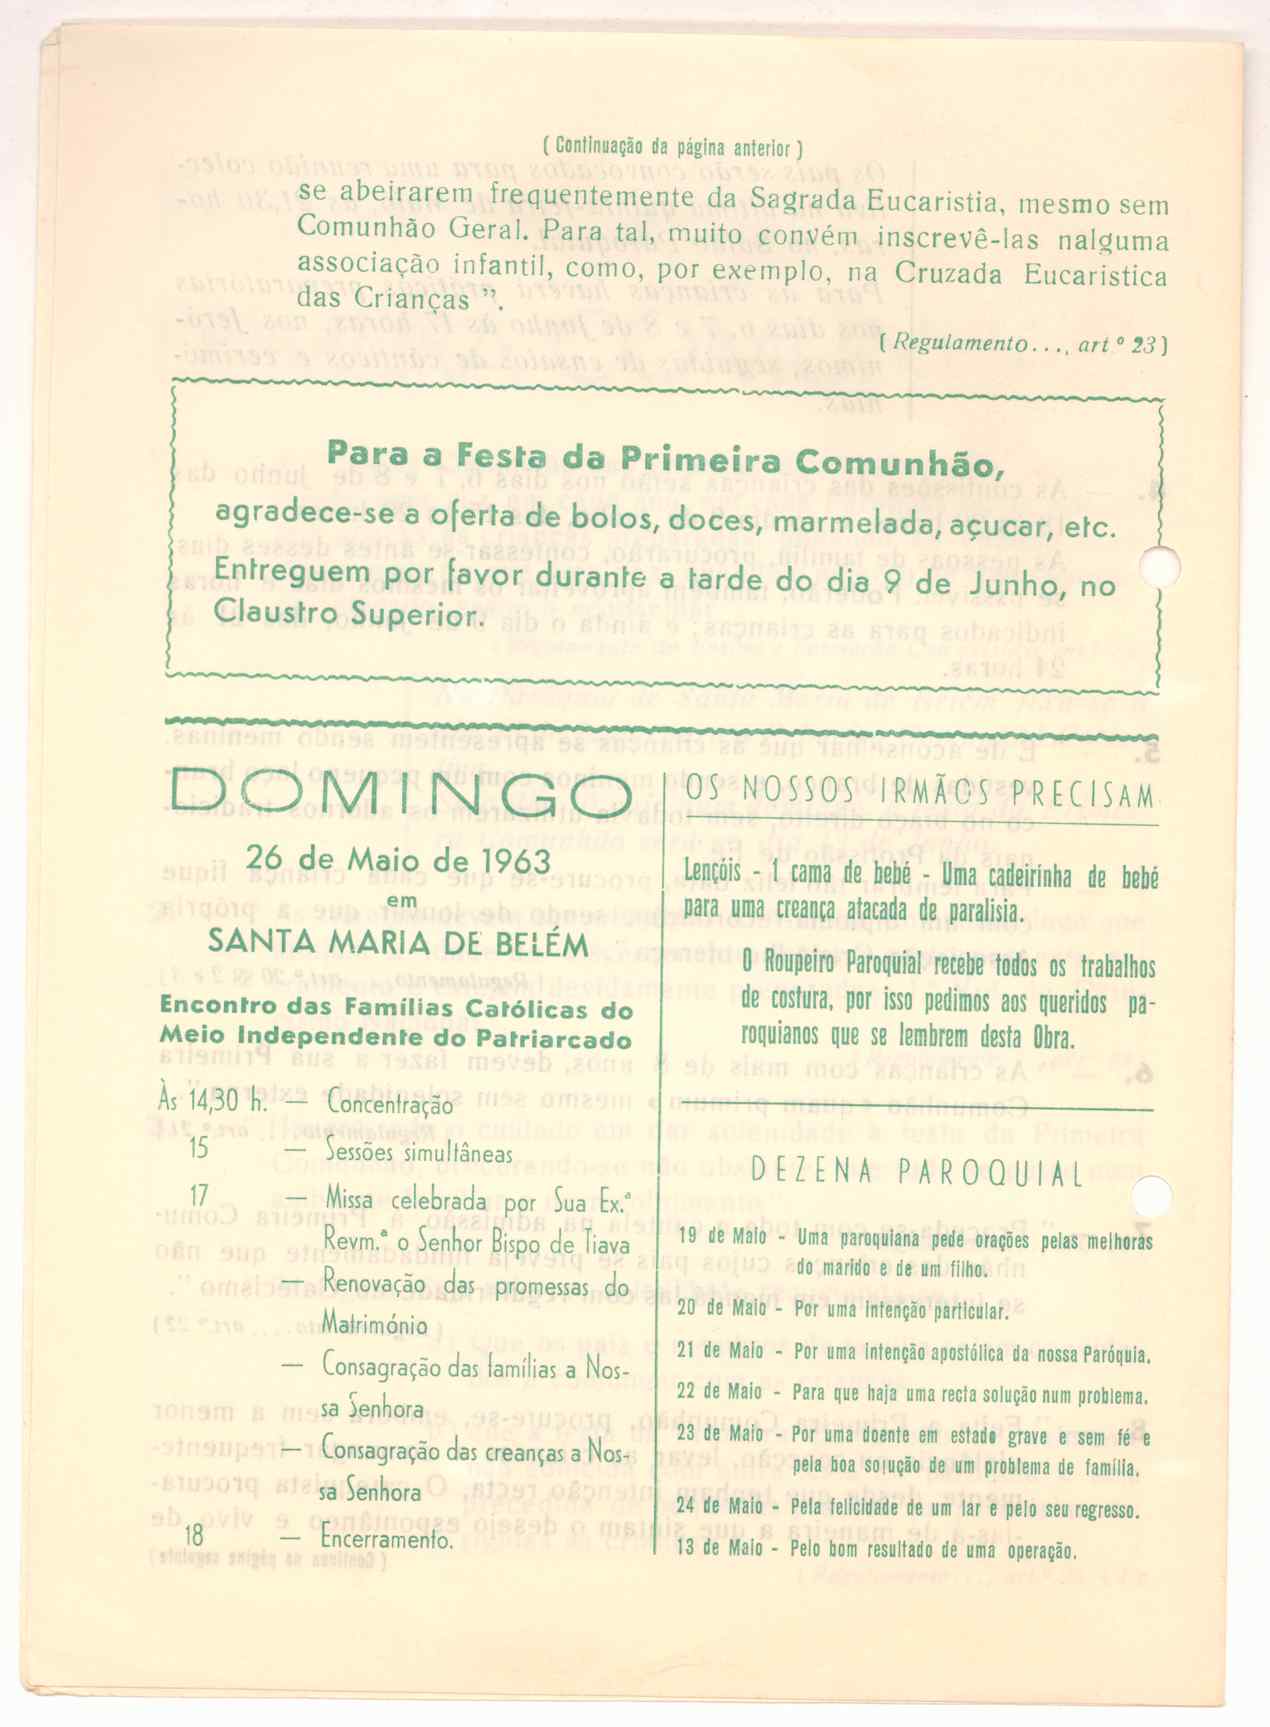 ( Continuação da página anterior )
se abeirarem frequentemente da Sagrada Eucaristia, mesmo sem
Comunhão Geral. Para tal, muito convém inscrevê-las nalguma
associação infantil, como, por exemplo, na Cruzada Eucaristica
das Crianças ”.
( Regulamento . . ., art.º 23 )
Para a Festa da Primeira Comunhão,
agradece-se a oferta de bolos, doces, marmelada, açucar, etc.
Entreguem por favor durante a tarde do dia 9 de Junho, no
Claustro Superior.
DOMINGO
26 de Maio de 1963
em
SANTA MARIA DE BELÉM
Encontro das Famílias Católicas do
Meio Independente do Patriarcado
Às 14,30 h. — Concentração
15 — Sessões simultâneas
17 — Missa celebrada por Sua Ex.ª
Revm.ª o Senhor Bispo de Tiava
— Renovação das promessas do
Matrimónio
— Consagração das famílias a Nos-
sa Senhora
— Consagração das creanças a Nos-
sa Senhora
18 — Encerramento.
OS NOSSOS IRMÃOS PRECISAM
Lençóis - 1 cama de bebé - Uma cadeirinha de bebé
para uma creança atacada de paralisia.
O Roupeiro Paroquial recebe todos os trabalhos
de costura, por isso pedimos aos queridos pa-
roquianos que se lembrem desta Obra.
DEZENA PAROQUIAL
19 de Maio - Uma paroquiana pede orações pelas melhoras
do marido e de um filho.
20 de Maio - Por uma intenção particular.
21 de Maio - Por uma intenção apostólica da nossa Paróquia.
22 de Maio - Para que haja uma recta solução num problema.
23 de Maio - Por uma doente em estado grave e sem fé e
pela boa solução de um problema de família.
24 de Maio - Pela felicidade de um lar e pelo seu regresso.
13 de Maio - Pelo bom resultado de uma operação.